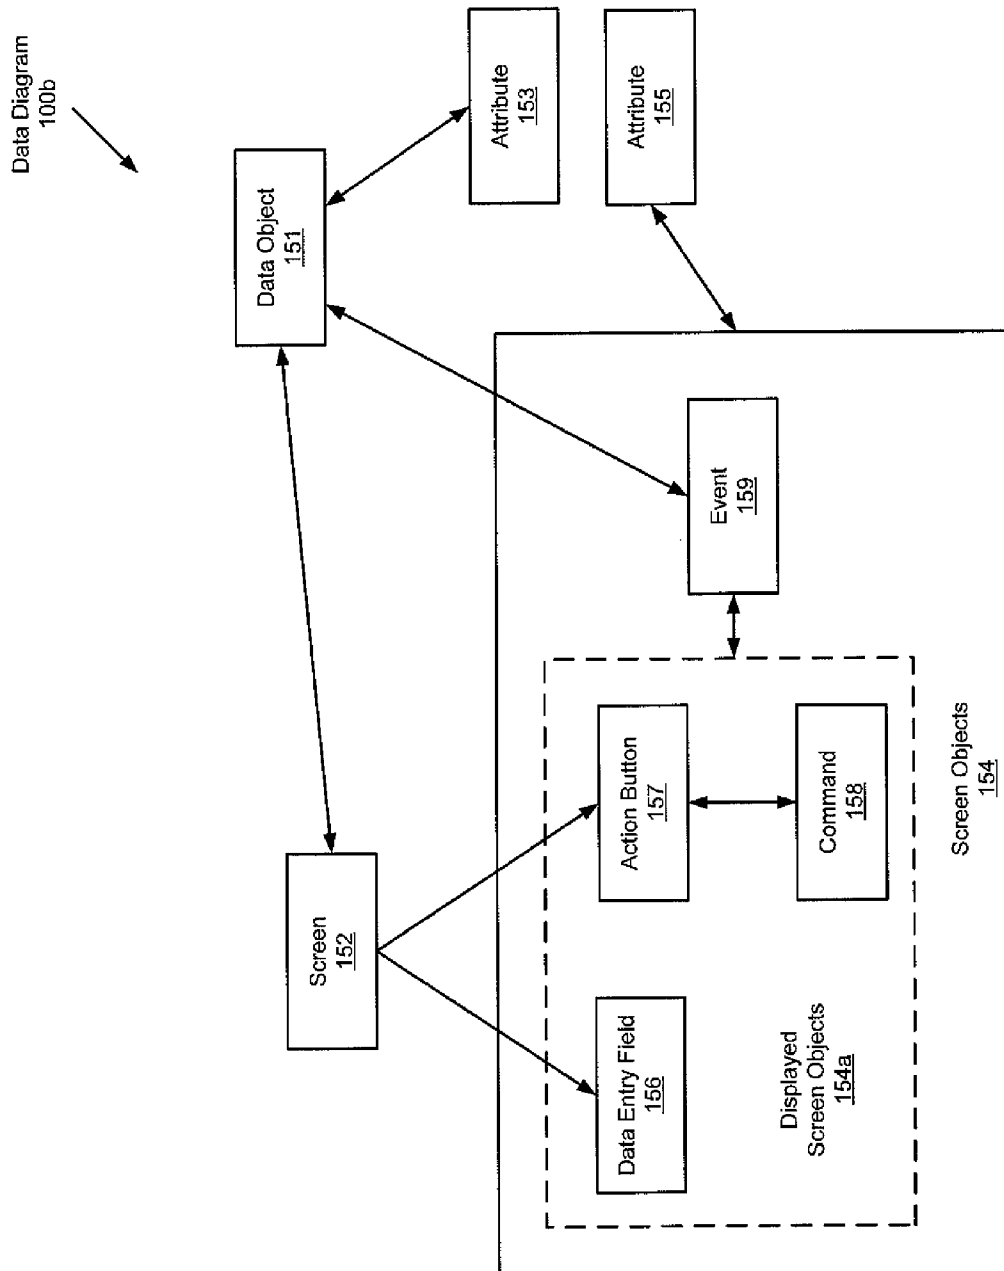 Data Diagram
100b
Screen
152
Data Object
151
Data Entry Field
156
Action Button
157
Event
159
Attribute
153
Attribute
155
Displayed
Screen Objects
154a
Command
158
Screen Objects
154